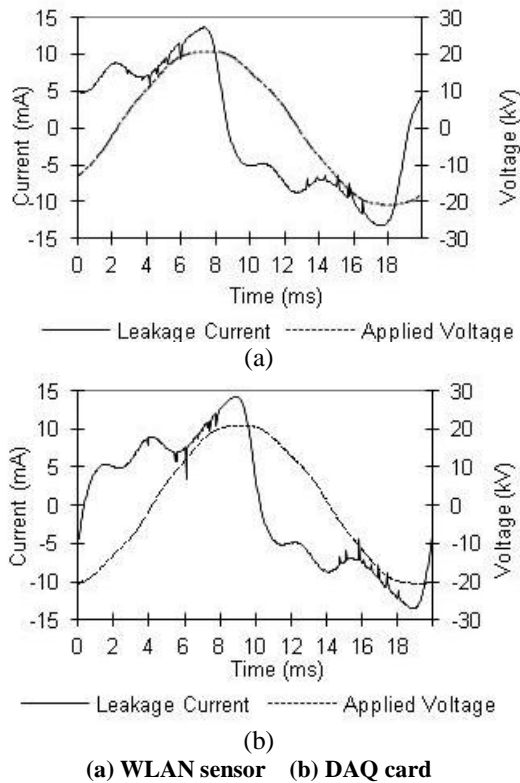 15 30
10 20
5 10
0 0
-5 -10
-10 -20
-15 -30
Current (mA)
Voltage (kV)
0 2 4 6 8 10 12 14 16 18
Time (ms)
Leakage Current Applied Voltage
(a)
15 30
10 20
5 10
0 0
-5 -10
-10 -20
-15 -30
Current (mA)
Voltage (kV)
0 2 4 6 8 10 12 14 16 18
Time (ms)
Leakage Current Applied Voltage
(b)
(a) WLAN sensor (b) DAQ card